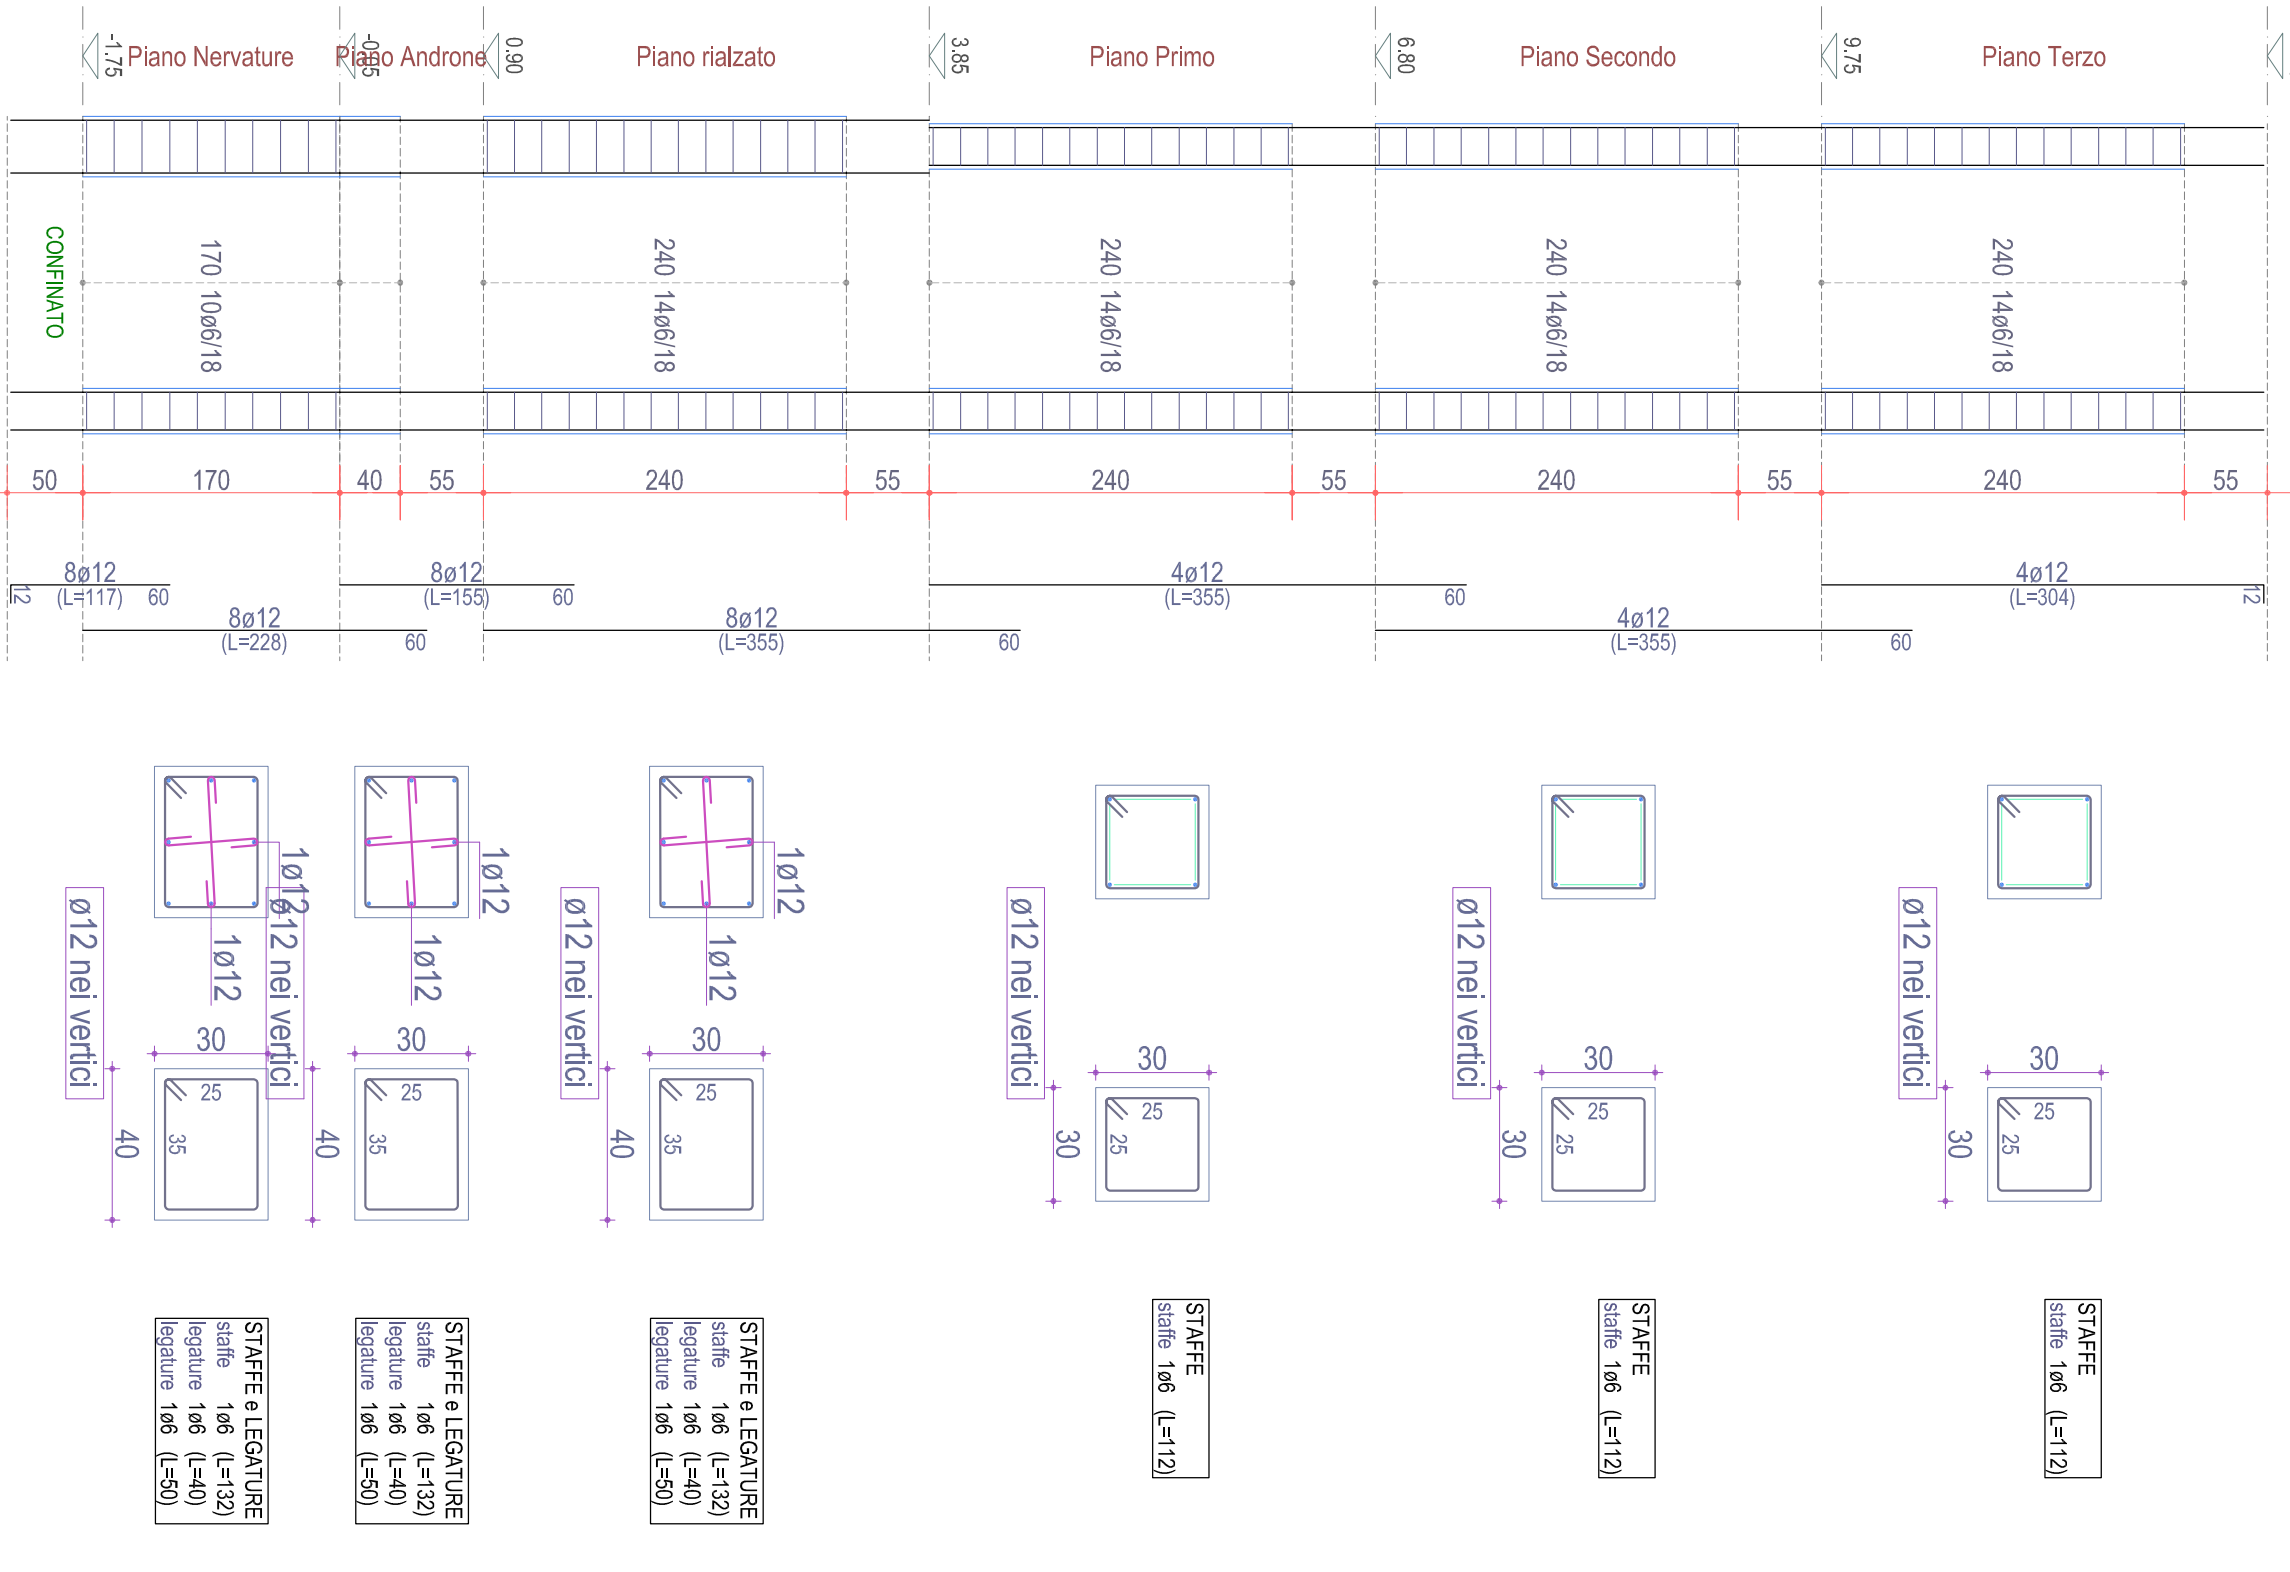 -1.75
Piano Nervature
Piano Androne
0.90
Piano rialzato
3.85
Piano Primo
6.80
Piano Secondo
9.75
Piano Terzo
CONFINATO
170 10ø6/18
240 14ø6/18
240 14ø6/18
240 14ø6/18
240 14ø6/18
50 170 40 55 240 55 240 55 240 55 240 55
8ø12
(L=117) 60
12
8ø12
(L=155) 60
4ø12
(L=355) 60
4ø12
(L=304)
12
8ø12
(L=228) 60
8ø12
(L=355) 60
4ø12
(L=355) 60
1ø12
1ø12
ø12 nei vertici
1ø12
1ø12
ø12 nei vertici
1ø12
1ø12
ø12 nei vertici
ø12 nei vertici
ø12 nei vertici
ø12 nei vertici
30
40
25
35
30
40
25
35
30
40
25
35
30
30
25
25
30
30
25
25
30
30
25
25
STAFFE e LEGATURE
staffe 1ø6 (L=132)
legature 1ø6 (L=40)
legature 1ø6 (L=50)
STAFFE e LEGATURE
staffe 1ø6 (L=132)
legature 1ø6 (L=40)
legature 1ø6 (L=50)
STAFFE e LEGATURE
staffe 1ø6 (L=132)
legature 1ø6 (L=40)
legature 1ø6 (L=50)
STAFFE
staffe 1ø6 (L=112)
STAFFE
staffe 1ø6 (L=112)
STAFFE
staffe 1ø6 (L=112)